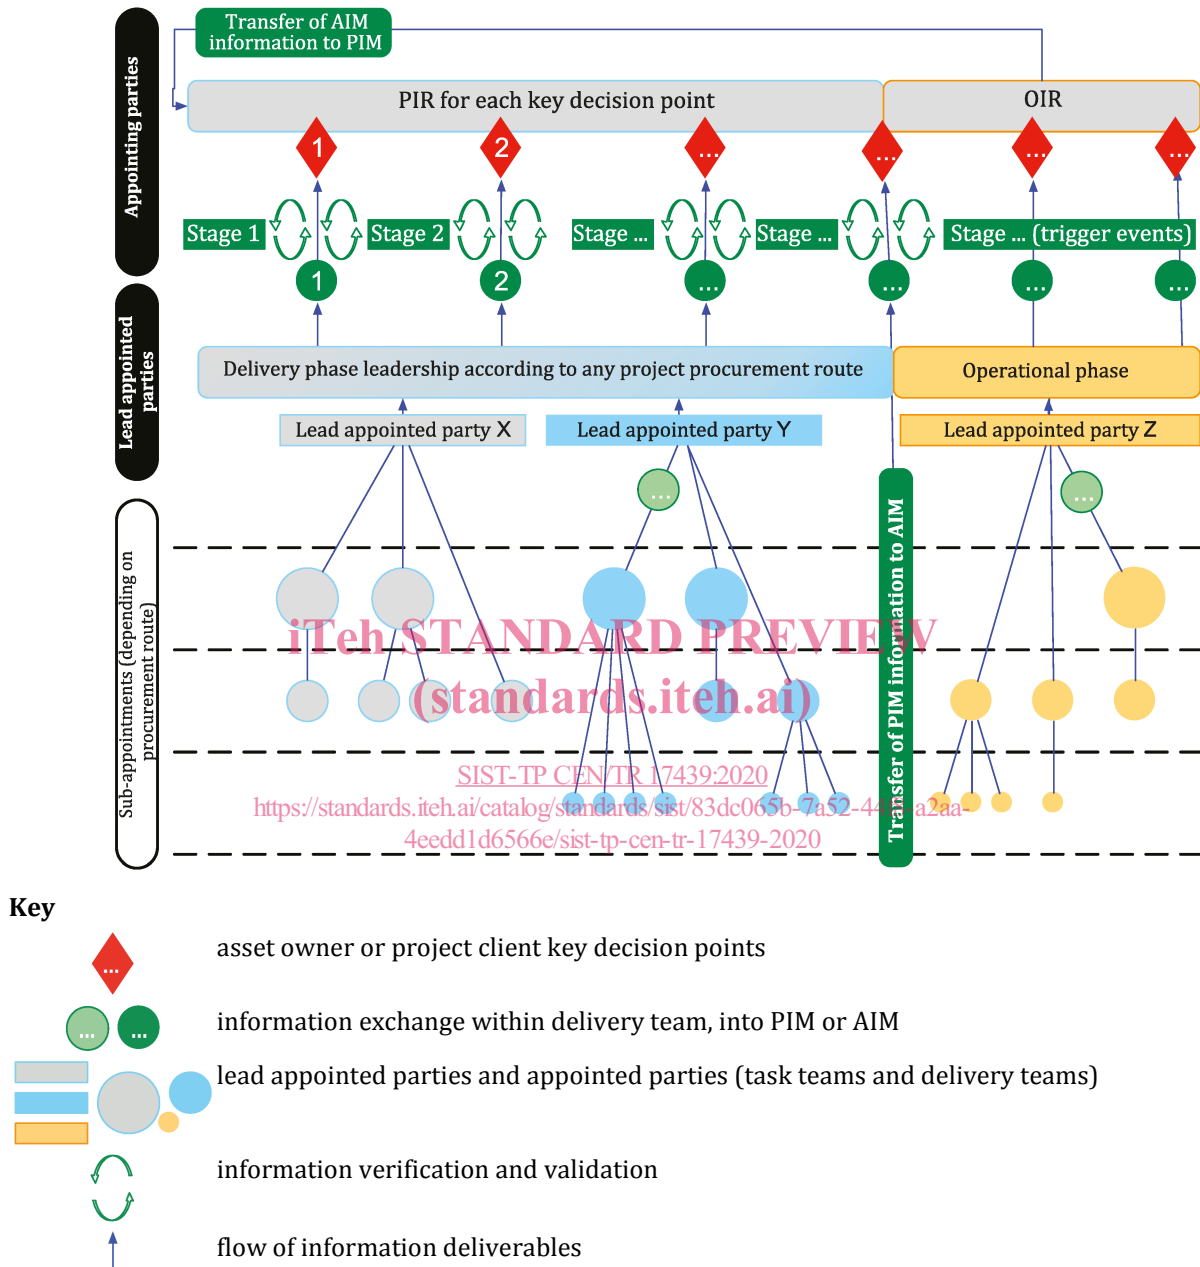 Transfer of AIM
information to PIM
Appointing parties
PIR for each key decision point
OIR
1
2
...
...
...
...
Stage 1
Stage 2
Stage ...
Stage ...
Stage ... (trigger events)
1
2
...
...
...
...
Lead appointed
parties
Delivery phase leadership according to any project procurement route
Operational phase
Lead appointed party X
Lead appointed party Y
Lead appointed party Z
...
...
Sub-appointments (depending on
procurement route)
Transfer of PIM information to AIM
iTeh STANDARD PREVIEW
(standards.iteh.ai)
SIST-TP CEN/TR 17439:2020
https://standards.iteh.ai/catalog/standards/sist/83dc065b-7a52-a2aa-
4eedd1d6566e/sist-tp-cen-tr-17439-2020
Key
...
asset owner or project client key decision points
...
...
information exchange within delivery team, into PIM or AIM
lead appointed parties and appointed parties (task teams and delivery teams)
information verification and validation
flow of information deliverables